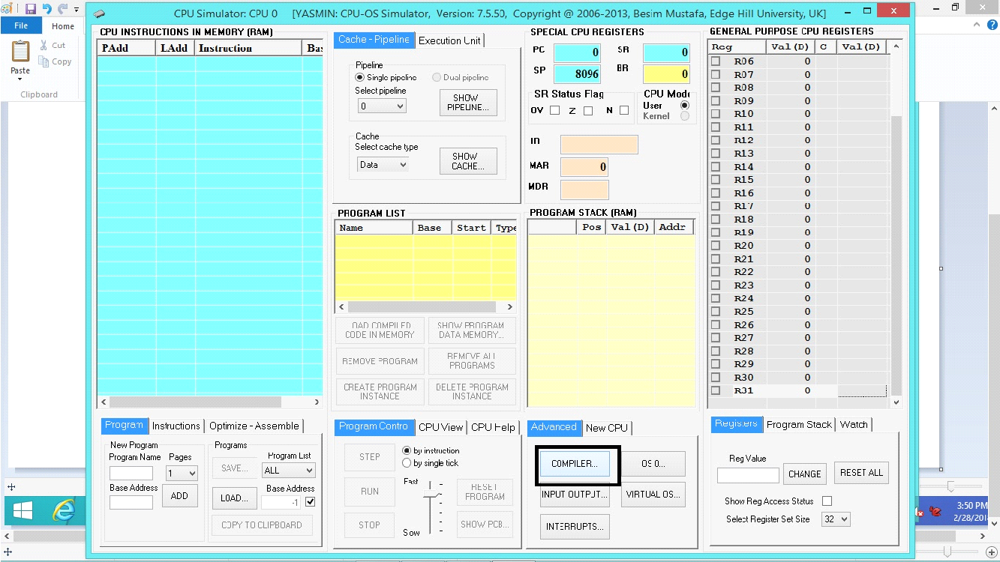 CPU Simulator: CPU 0 [YASMIN: CPU-OS Simulator, Version: 7.5.50, Copyright @ 2006-2013, Besim Mustafa, Edge Hill University, UK]
File
Home
Paste
Cut
Copy
Clipboard
CPU INSTRUCTIONS IN MEMORY (RAM)
PAdd LAdd Instruction Bas
Cache - Pipeline Execution Unit
Pipeline
Single pipeline Dual pipeline
Select pipeline
0
SHOW
PIPELINE...
Cache
Select cache type
Data
SHOW
CACHE...
SPECIAL CPU REGISTERS
PC 0 SR 0
SP 8096 BR 0
SR Status Flag
OV Z N
CPU Mode
User
Kernel
MAR 0
MDR
GENERAL PURPOSE CPU REGISTERS
Reg Val(D) C Val(D)
R06 0
R07 0
R08 0
R09 0
R10 0
R11 0
R12 0
R13 0
R14 0
R15 0
R16 0
R17 0
R18 0
R19 0
R20 0
R21 0
R22 0
R23 0
R24 0
R25 0
R26 0
R27 0
R28 0
R29 0
R30 0
R31 0
PROGRAM LIST
Name Base Start Type
LOAD COMPILED
CODE IN MEMORY
SHOW PROGRAM
DATA MEMORY...
REMOVE PROGRAM
REMOVE ALL
PROGRAMS
CREATE PROGRAM
INSTANCE
DELETE PROGRAM
INSTANCE
PROGRAM STACK (RAM)
Pos Val(D) Addr
Program Instructions Optimize - Assemble
New Program
Program Name Pages
1
Base Address
ADD
Programs
SAVE...
Program List
ALL
LOAD...
Base Address
-1
COPY TO CLIPBOARD
Program Contro CPU View CPU Help
STEP
by instruction
by single tick
RUN
Fast
RESET
PROGRAM
STOP
Slow
SHOW PCB...
Advanced New CPU
COMPILER...
OS 0...
INPUT OUTPUT...
VIRTUAL OS...
INTERRUPTS...
Registers Program Stack Watch
Reg Value
CHANGE
RESET ALL
Show Reg Access Status
Select Register Set Size 32
3:50 PM